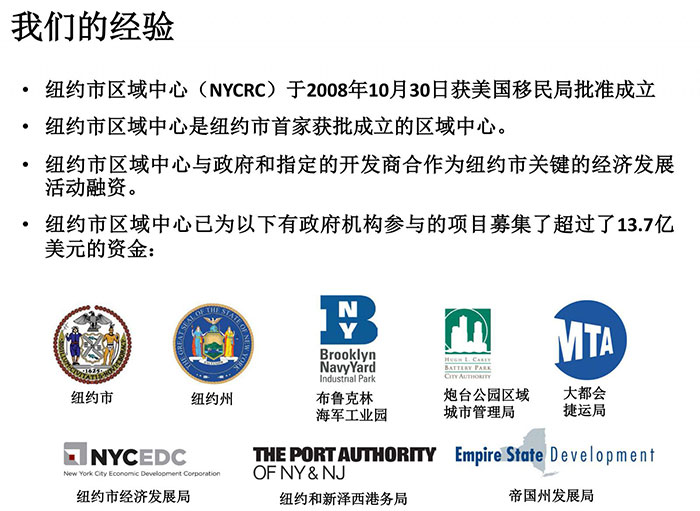 我们的经验
• 纽约市区域中心（NYCRC）于2008年10月30日获美国移民局批准成立
• 纽约市区域中心是纽约市首家获批成立的区域中心。
• 纽约市区域中心与政府和指定的开发商合作为纽约市关键的经济发展
活动融资。
• 纽约市区域中心已为以下有政府机构参与的项目募集了超过了13.7亿
美元的资金：
1625
THE GREAT SEAL OF THE STATE OF NEW YORK
B
NY
Brooklyn
NavyYard
Industrial Park
HUGH L. CAREY
BATTERY PARK
CITY AUTHORITY
MTA
纽约市
纽约州
布鲁克林
海军工业园
炮台公园区域
城市管理局
大都会
捷运局
NYCEDC
New York City Economic Development Corporation
THE PORT AUTHORITY
OF NY & NJ
Empire State Development
纽约市经济发展局
纽约和新泽西港务局
帝国州发展局